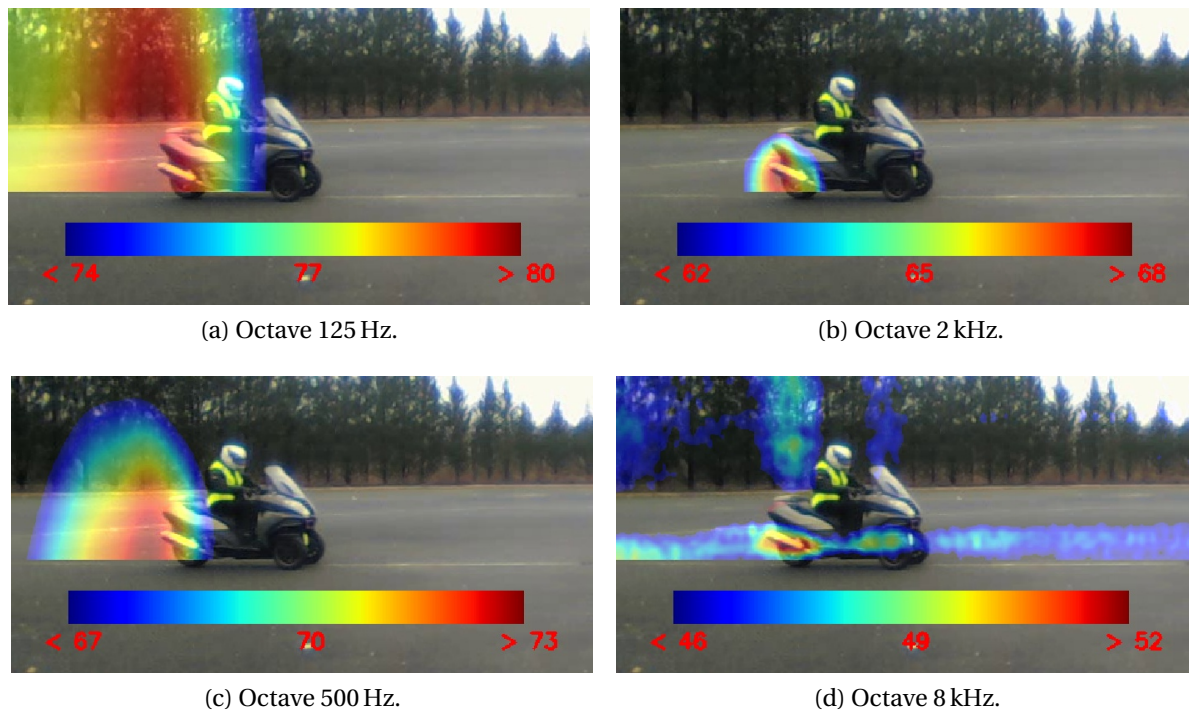 < 74 77 > 80
< 62 65 > 68
(a) Octave 125 Hz.
(b) Octave 2 kHz.
< 67 70 > 73
< 46 49 > 52
(c) Octave 500 Hz.
(d) Octave 8 kHz.